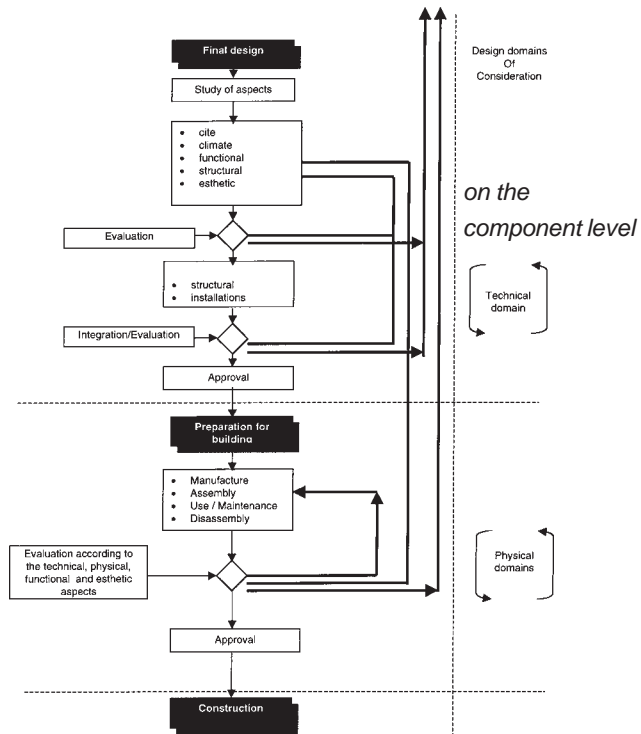 Final design
Design domains
Of
Consideration
Study of aspects
• cite
• climate
• functional
• structural
• esthetic
on the
component level
Evaluation
• structural
• installations
Technical
domain
Integration/Evaluation
Approval
Preparation for
building
• Manufacture
• Assembly
• Use / Maintenance
• Disassembly
Evaluation according to
the technical, physical,
functional and esthetic
aspects
Physical
domains
Approval
Construction